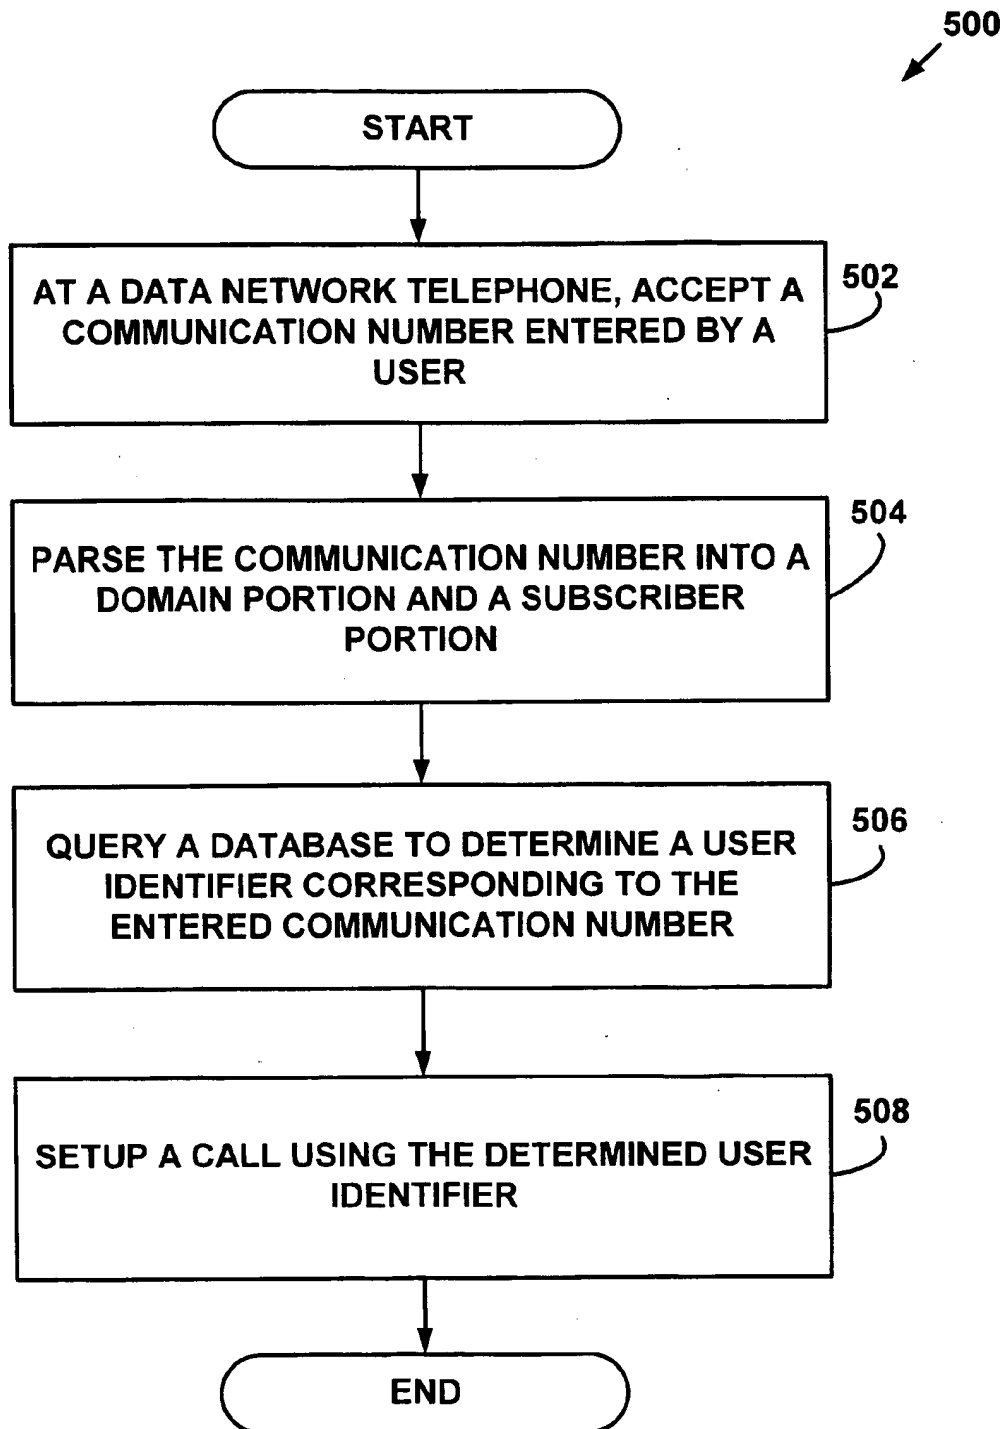 500
START
AT A DATA NETWORK TELEPHONE, ACCEPT A
COMMUNICATION NUMBER ENTERED BY A
USER
502
PARSE THE COMMUNICATION NUMBER INTO A
DOMAIN PORTION AND A SUBSCRIBER
PORTION
504
QUERY A DATABASE TO DETERMINE A USER
IDENTIFIER CORRESPONDING TO THE
ENTERED COMMUNICATION NUMBER
506
SETUP A CALL USING THE DETERMINED USER
IDENTIFIER
508
END